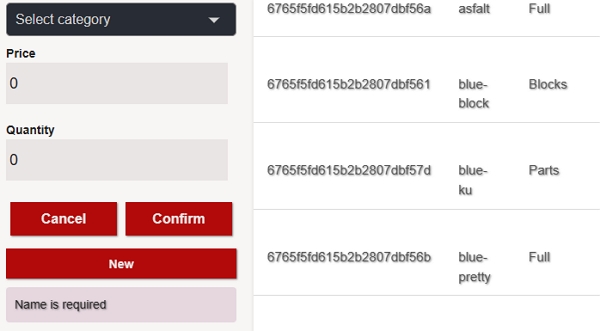 Select category
Price
0
Quantity
0
Cancel Confirm
New
Name is required
6765f5fd615b2b2807dbf56a asfalt Full
6765f5fd615b2b2807dbf561 blue- Blocks
block
6765f5fd615b2b2807dbf57d blue- Parts
ku
6765f5fd615b2b2807dbf56b blue- Full
pretty